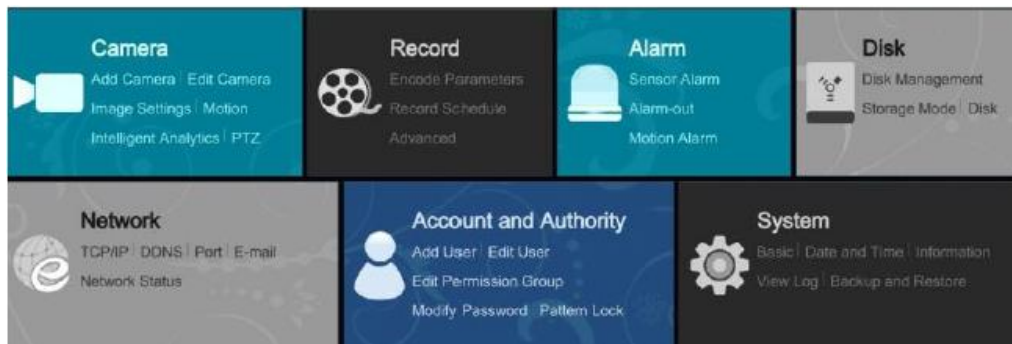 Camera
Add Camera | Edit Camera
Image Settings | Motion
Intelligent Analytics | PTZ
Record
Encode Parameters
Record Schedule
Advanced
Alarm
Sensor Alarm
Alarm-out
Motion Alarm
Disk
Disk Management
Storage Mode | Disk
Network
TCP/IP | DDNS | Port | E-mail
Network Status
Account and Authority
Add User | Edit User
Edit Permission Group
Modify Password | Pattern Lock
System
Basic | Date and Time | Information
View Log | Backup and Restore